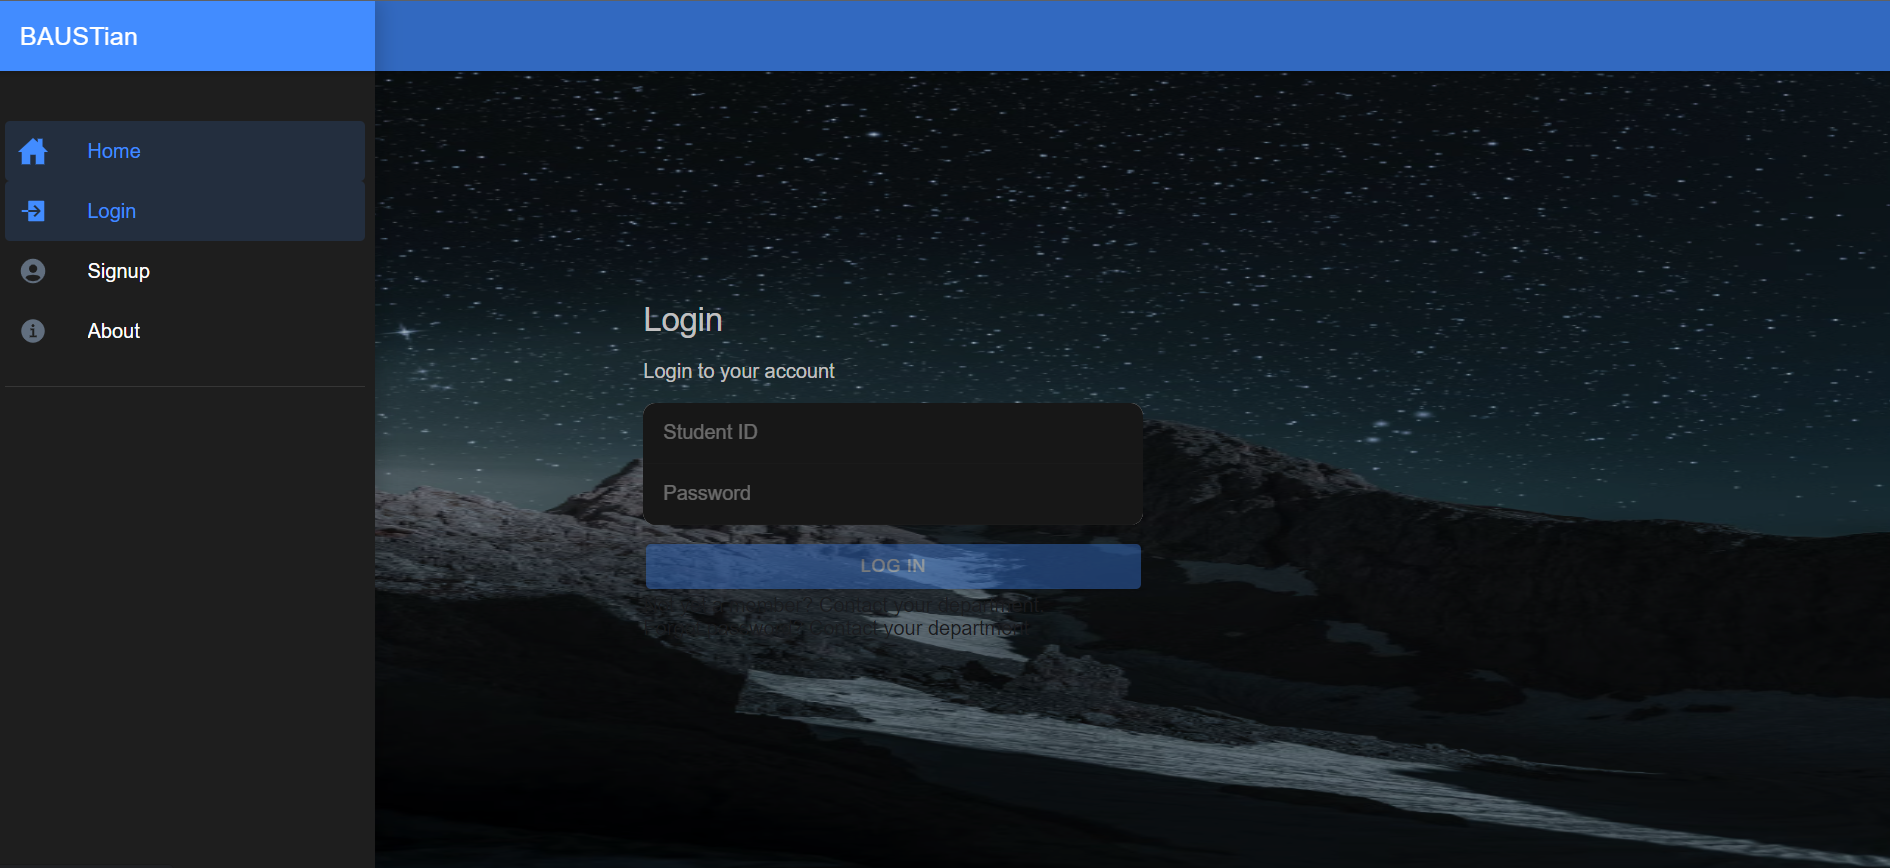 BAUSTian
Home
Login
Signup
About
Login
Login to your account
Student ID
Password
LOG IN
member? Contact your department
Contact your department